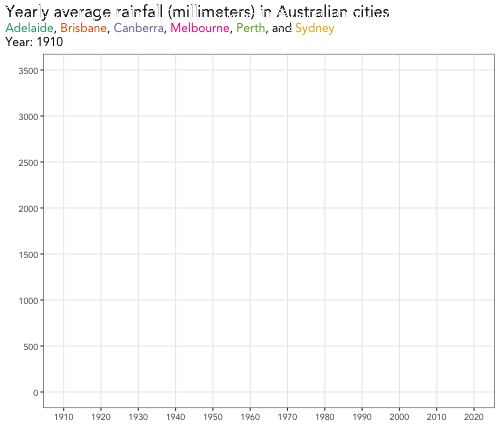 Yearly average rainfall (millimeters) in Australian cities
Adelaide, Brisbane, Canberra, Melbourne, Perth, and Sydney
Year: 1910
3500
3000
2500
2000
1500
1000
500
0
1910 1920 1930 1940 1950 1960 1970 1980 1990 2000 2010 2020